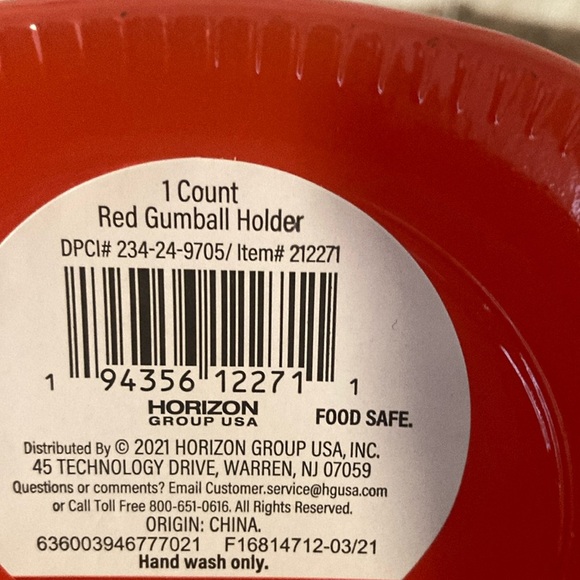 1 Count
Red Gumball Holder
DPCI# 234-24-9705/ Item# 212271
1 94356 12271 1
HORIZON
GROUP USA
FOOD SAFE.
Distributed By © 2021 HORIZON GROUP USA, INC.
45 TECHNOLOGY DRIVE, WARREN, NJ 07059
Questions or comments? Email Customer.service@hgusa.com
or Call Toll Free 800-651-0616. All Rights Reserved.
ORIGIN: CHINA.
636003946777021 F16814712-03/21
Hand wash only.